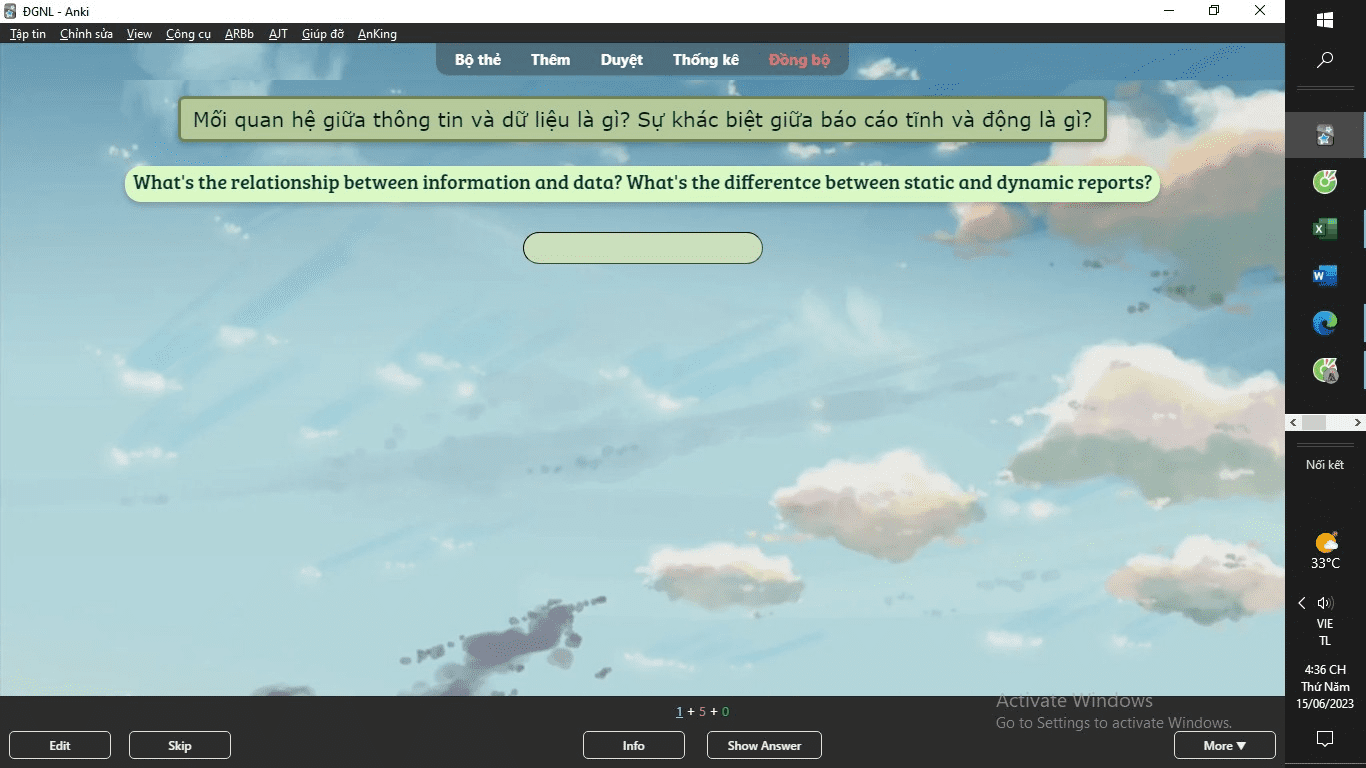 ĐGNL - Anki
Tập tin Chỉnh sửa View Công cụ ARBb AJT Giúp đỡ AnKing
Bộ thẻ Thêm Duyệt Thống kê Đồng bộ
Mối quan hệ giữa thông tin và dữ liệu là gì? Sự khác biệt giữa báo cáo tĩnh và động là gì?
What's the relationship between information and data? What's the differentce between static and dynamic reports?
Nối kết
33°C
VIE
TL
4:36 CH
Thứ Năm
15/06/2023
Activate Windows
Go to Settings to activate Windows.
1 + 5 + 0
Edit Skip Info Show Answer More ▼